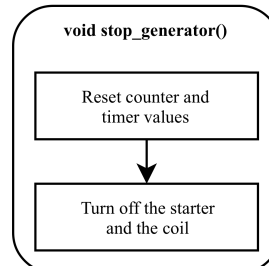 void stop_generator()
Reset counter and
timer values
Turn off the starter
and the coil